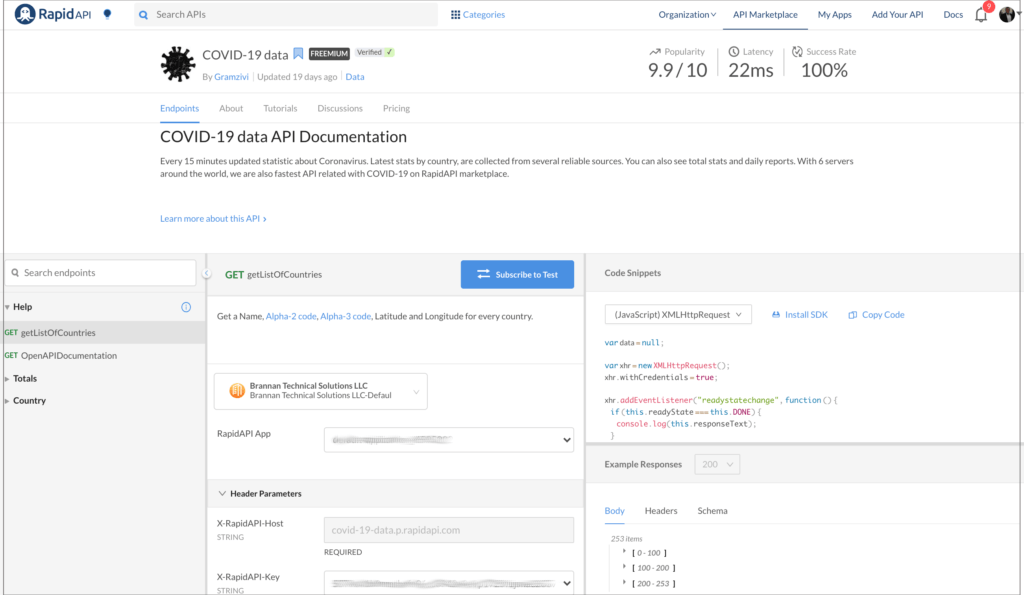 RapidAPI
Search APIs
Categories
Organization
API Marketplace
My Apps
Add Your API
Docs
9
COVID-19 data
FREEMIUM
Verified ✓
By Gramzivi
Updated 19 days ago
Data
Popularity
9.9 / 10
Latency
22ms
Success Rate
100%
Endpoints
About
Tutorials
Discussions
Pricing
COVID-19 data API Documentation
Every 15 minutes updated statistic about Coronavirus. Latest stats by country, are collected from several reliable sources. You can also see total stats and daily reports. With 6 servers
around the world, we are also fastest API related with COVID-19 on RapidAPI marketplace.
Learn more about this API ›
Search endpoints
Help
GET getListOfCountries
GET OpenAPIDocumentation
Totals
Country
GET getListOfCountries
Subscribe to Test
Get a Name, Alpha-2 code, Alpha-3 code, Latitude and Longitude for every country.
Brannan Technical Solutions LLC
Brannan Technical Solutions LLC-Defaul
RapidAPI App
Header Parameters
X-RapidAPI-Host
STRING
covid-19-data.p.rapidapi.com
REQUIRED
X-RapidAPI-Key
STRING
Code Snippets
(JavaScript) XMLHttpRequest
Install SDK
Copy Code
var data = null;
var xhr = new XMLHttpRequest();
xhr.withCredentials = true;
xhr.addEventListener("readystatechange", function () {
if (this.readyState === this.DONE) {
console.log(this.responseText);
}
Example Responses
200
Body
Headers
Schema
253 items
[ 0 - 100 ]
[ 100 - 200 ]
[ 200 - 253 ]